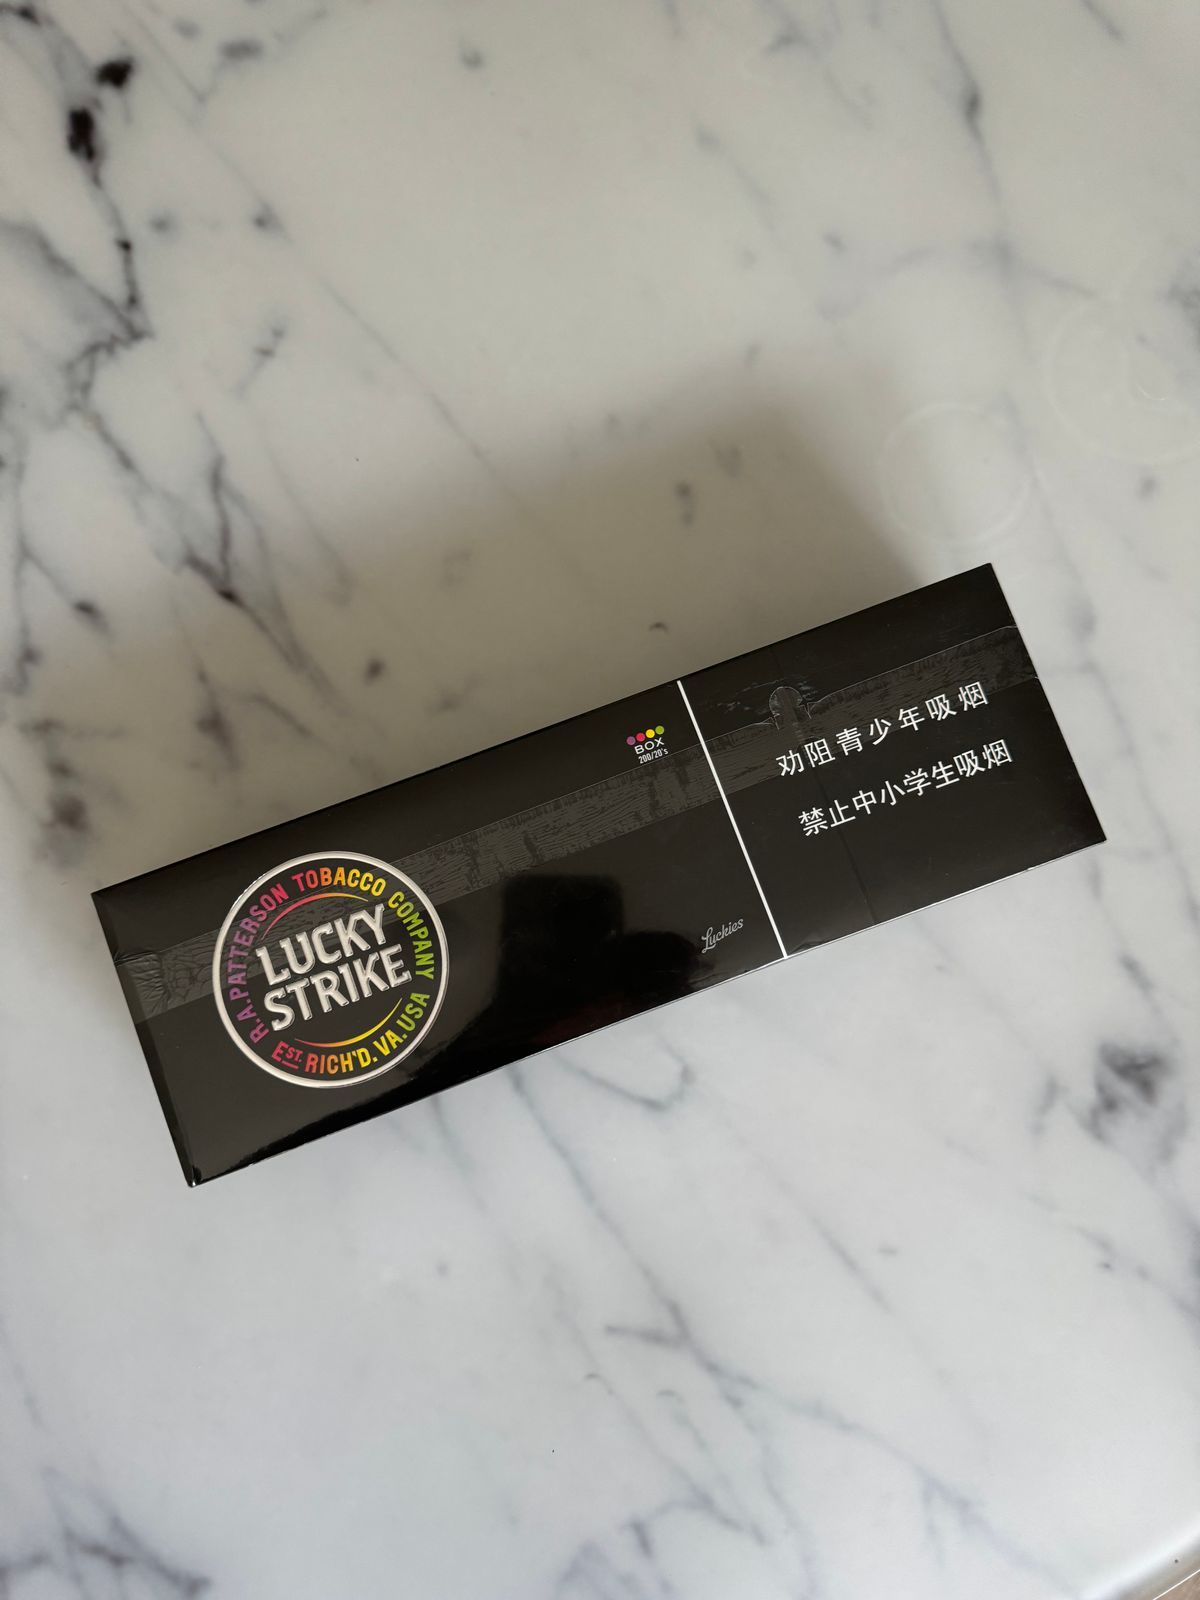 R.A.PATTERSON TOBACCO COMPANY
LUCKY
STRIKE
EST. RICH'D. VA. USA
BOX
200/20's
Luckies
劝阻青少年吸烟
禁止中小学生吸烟